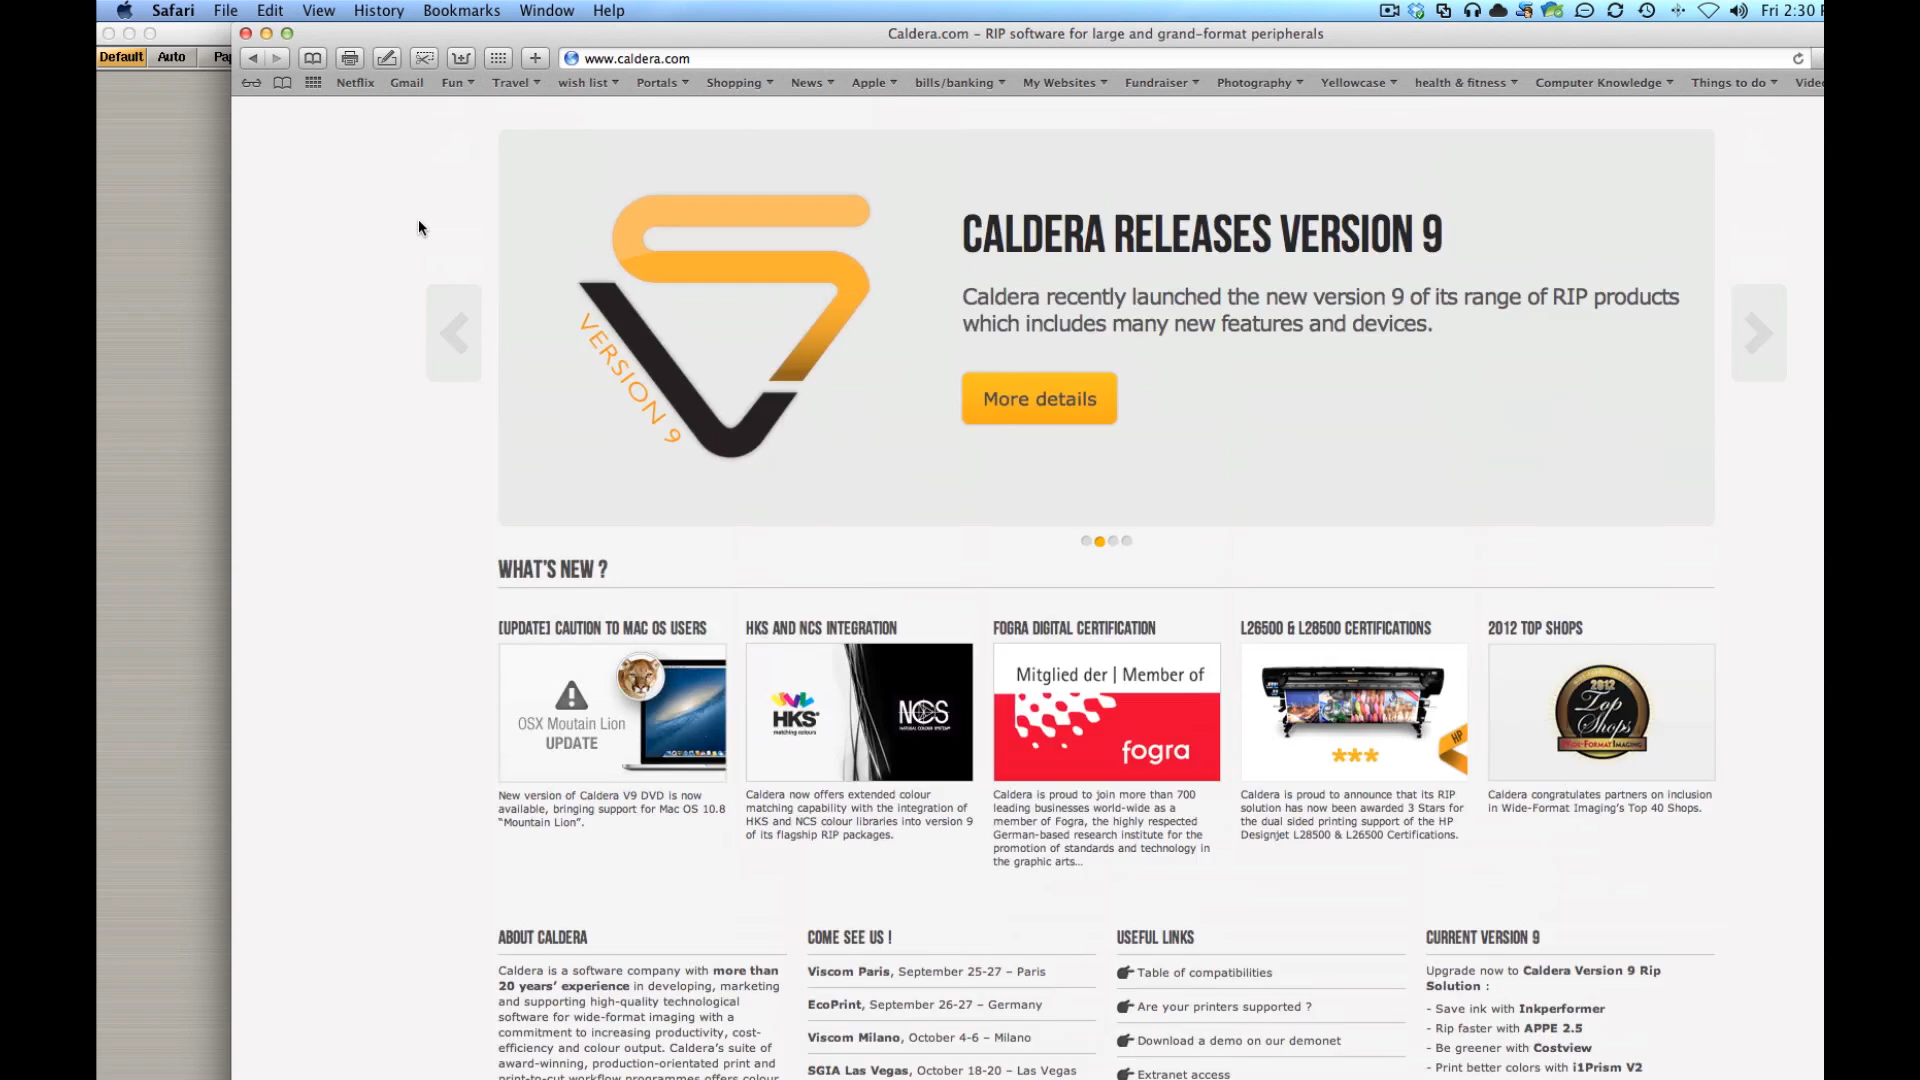 Safari File Edit View History Bookmarks Window Help Fri 2:30
Caldera.com – RIP software for large and grand-format peripherals
Default Auto
www.caldera.com
Netflix Gmail Fun Travel wish list Portals Shopping News Apple bills/banking My Websites Fundraiser Photography Yellowcase health & fitness Computer Knowledge Things to do
CALDERA RELEASES VERSION 9
Caldera recently launched the new version 9 of its range of RIP products
which includes many new features and devices.
VERSION 9
More details
WHAT'S NEW ?
[UPDATE] CAUTION TO MAC OS USERS
OSX Moutain Lion
UPDATE
New version of Caldera V9 DVD is now
available, bringing support for Mac OS 10.8
“Mountain Lion”.
HKS AND NCS INTEGRATION
HKS
matching colours
NCS
NATURAL COLOUR SYSTEM
Caldera now offers extended colour
matching capability with the integration of
HKS and NCS colour libraries into version 9
of its flagship RIP packages.
FOGRA DIGITAL CERTIFICATION
Mitglied der | Member of
fogra
Caldera is proud to join more than 700
leading businesses world-wide as a
member of Fogra, the highly respected
German-based research institute for the
promotion of standards and technology in
the graphic arts...
L26500 & L28500 CERTIFICATIONS
HP
Caldera is proud to announce that its RIP
solution has now been awarded 3 Stars for
the dual sided printing support of the HP
Designjet L28500 & L26500 Certifications.
2012 TOP SHOPS
2012
Top
Shops
WIDE-FORMAT IMAGING
Caldera congratulates partners on inclusion
in Wide-Format Imaging’s Top 40 Shops.
ABOUT CALDERA
Caldera is a software company with more than
20 years’ experience in developing, marketing
and supporting high-quality technological
software for wide-format imaging with a
commitment to increasing productivity, cost-
efficiency and colour output. Caldera’s suite of
award-winning, production-oriented print and
print-to-cut workflow programmes offers colour
COME SEE US !
Viscom Paris, September 25-27 – Paris
EcoPrint, September 26-27 – Germany
Viscom Milano, October 4-6 – Milano
SGIA Las Vegas, October 18-20 – Las Vegas
USEFUL LINKS
Table of compatibilities
Are your printers supported ?
Download a demo on our demonet
Extranet access
CURRENT VERSION 9
Upgrade now to Caldera Version 9 Rip
Solution :
- Save ink with Inkperformer
- Rip faster with APPE 2.5
- Be greener with Costview
- Print better colors with i1Prism V2